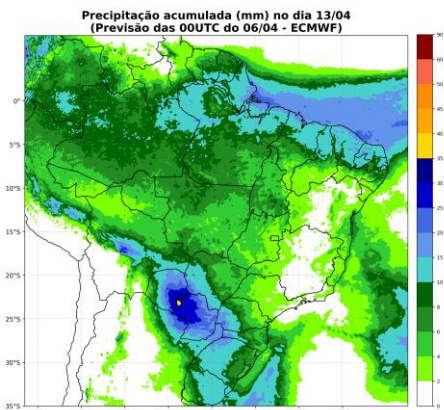 Precipitação acumulada (mm) no dia 13/04
(Previsão das 00UTC do 06/04 - ECMWF)
0°
5°S
10°S
15°S
20°S
25°S
30°S
35°S
90
60
50
45
40
35
30
25
20
15
10
8
6
4
2
0